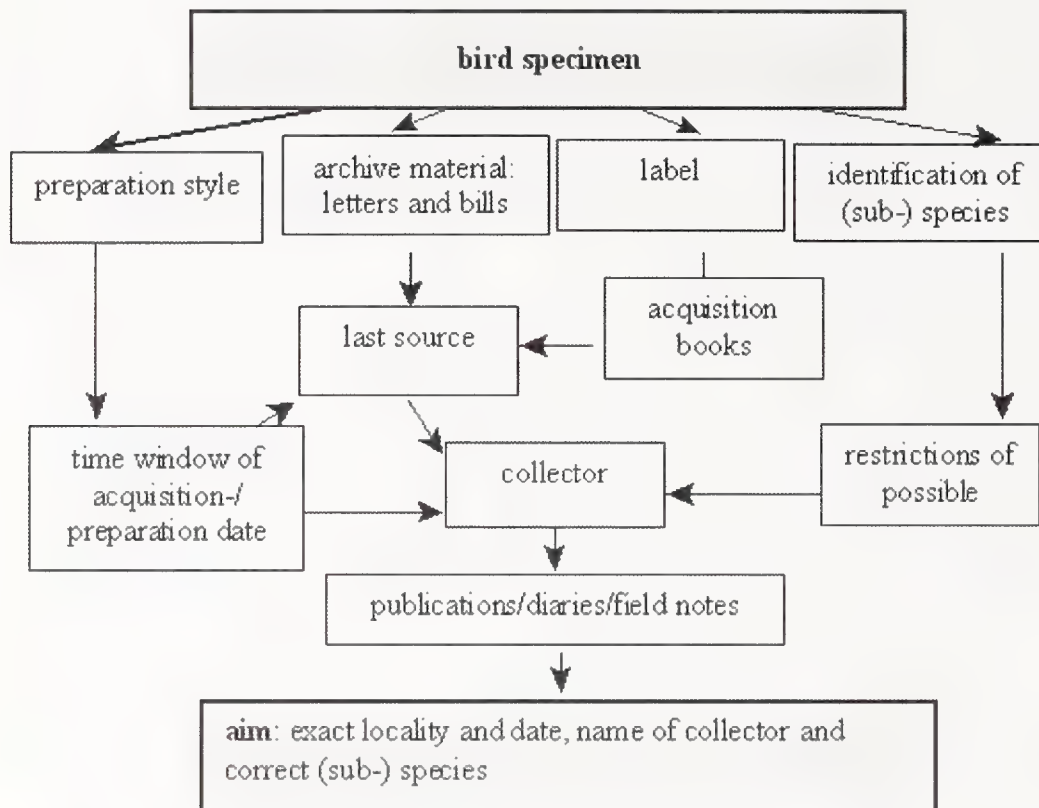 bird specimen
preparation style
archive material:
letters and bills
label
identification of
(sub-) species
last source
acquisition
books
time window of
acquisition-/
preparation date
collector
restrictions of
possible
publications/diaries/field notes
aim: exact locality and date, name of collector and
correct (sub-) species